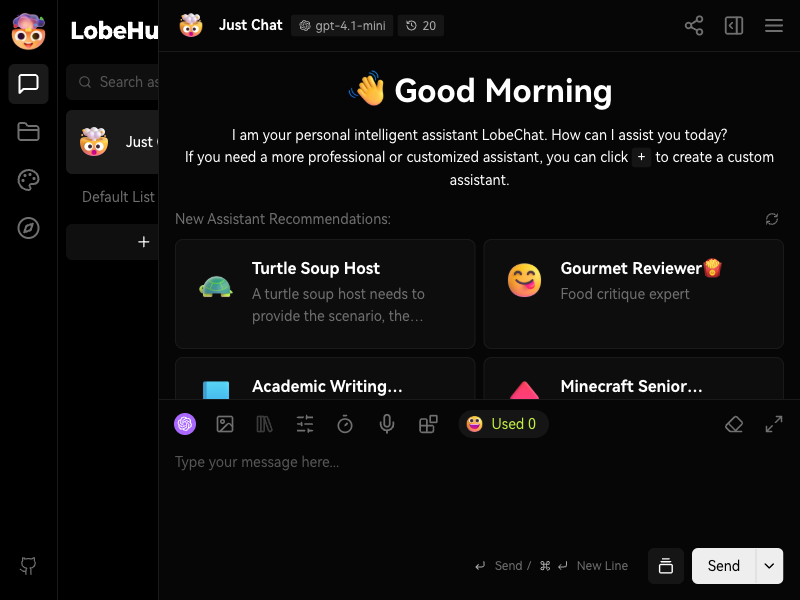 LobeHu
Search as
Just
Default List
Just Chat
gpt-4.1-mini
20
Good Morning
I am your personal intelligent assistant LobeChat. How can I assist you today?
If you need a more professional or customized assistant, you can click + to create a custom
assistant.
New Assistant Recommendations:
Turtle Soup Host
A turtle soup host needs to
provide the scenario, the…
Gourmet Reviewer🍟
Food critique expert
Academic Writing…
Minecraft Senior…
Used 0
Type your message here...
↵ Send / ⌘ ↵ New Line
Send